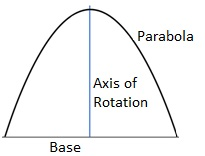 Parabola
Axis of
Rotation
Base